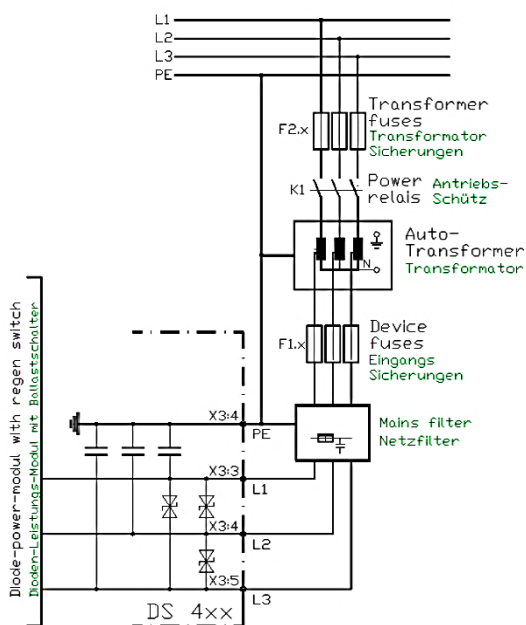 L1
L2
L3
PE
F2.x
Transformer
fuses
Transformator
Sicherungen
K1
Power
relais
Antriebs-
Schütz
N
Auto-
Transformer
Transformator
F1.x
Device
fuses
Eingangs
Sicherungen
Mains filter
Netzfilter
Diode-power-modul with regen switch
Dioden-Leistungs-Modul mit Ballastschalter
X3:4
PE
X3:3
L1
X3:4
L2
X3:5
L3
DS 4xx